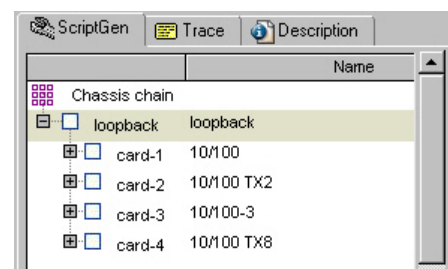 ScriptGen Trace Description
Name
Chassis chain
loopback loopback
card-1 10/100
card-2 10/100 TX2
card-3 10/100-3
card-4 10/100 TX8